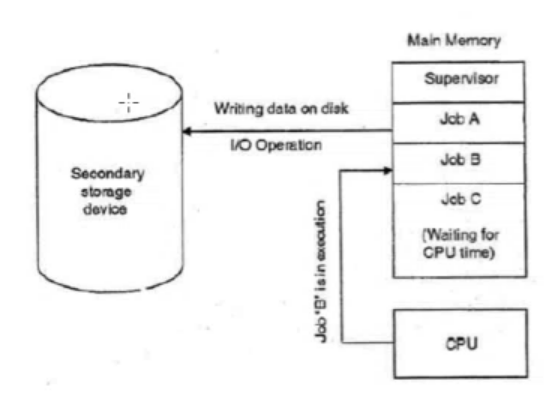 Main Memory
Supervisor
Job A
Writing data on disk
I/O Operation
Job B
Secondary
storage
device
Job C
(Waiting for
CPU time)
Job "B" is in execution
CPU